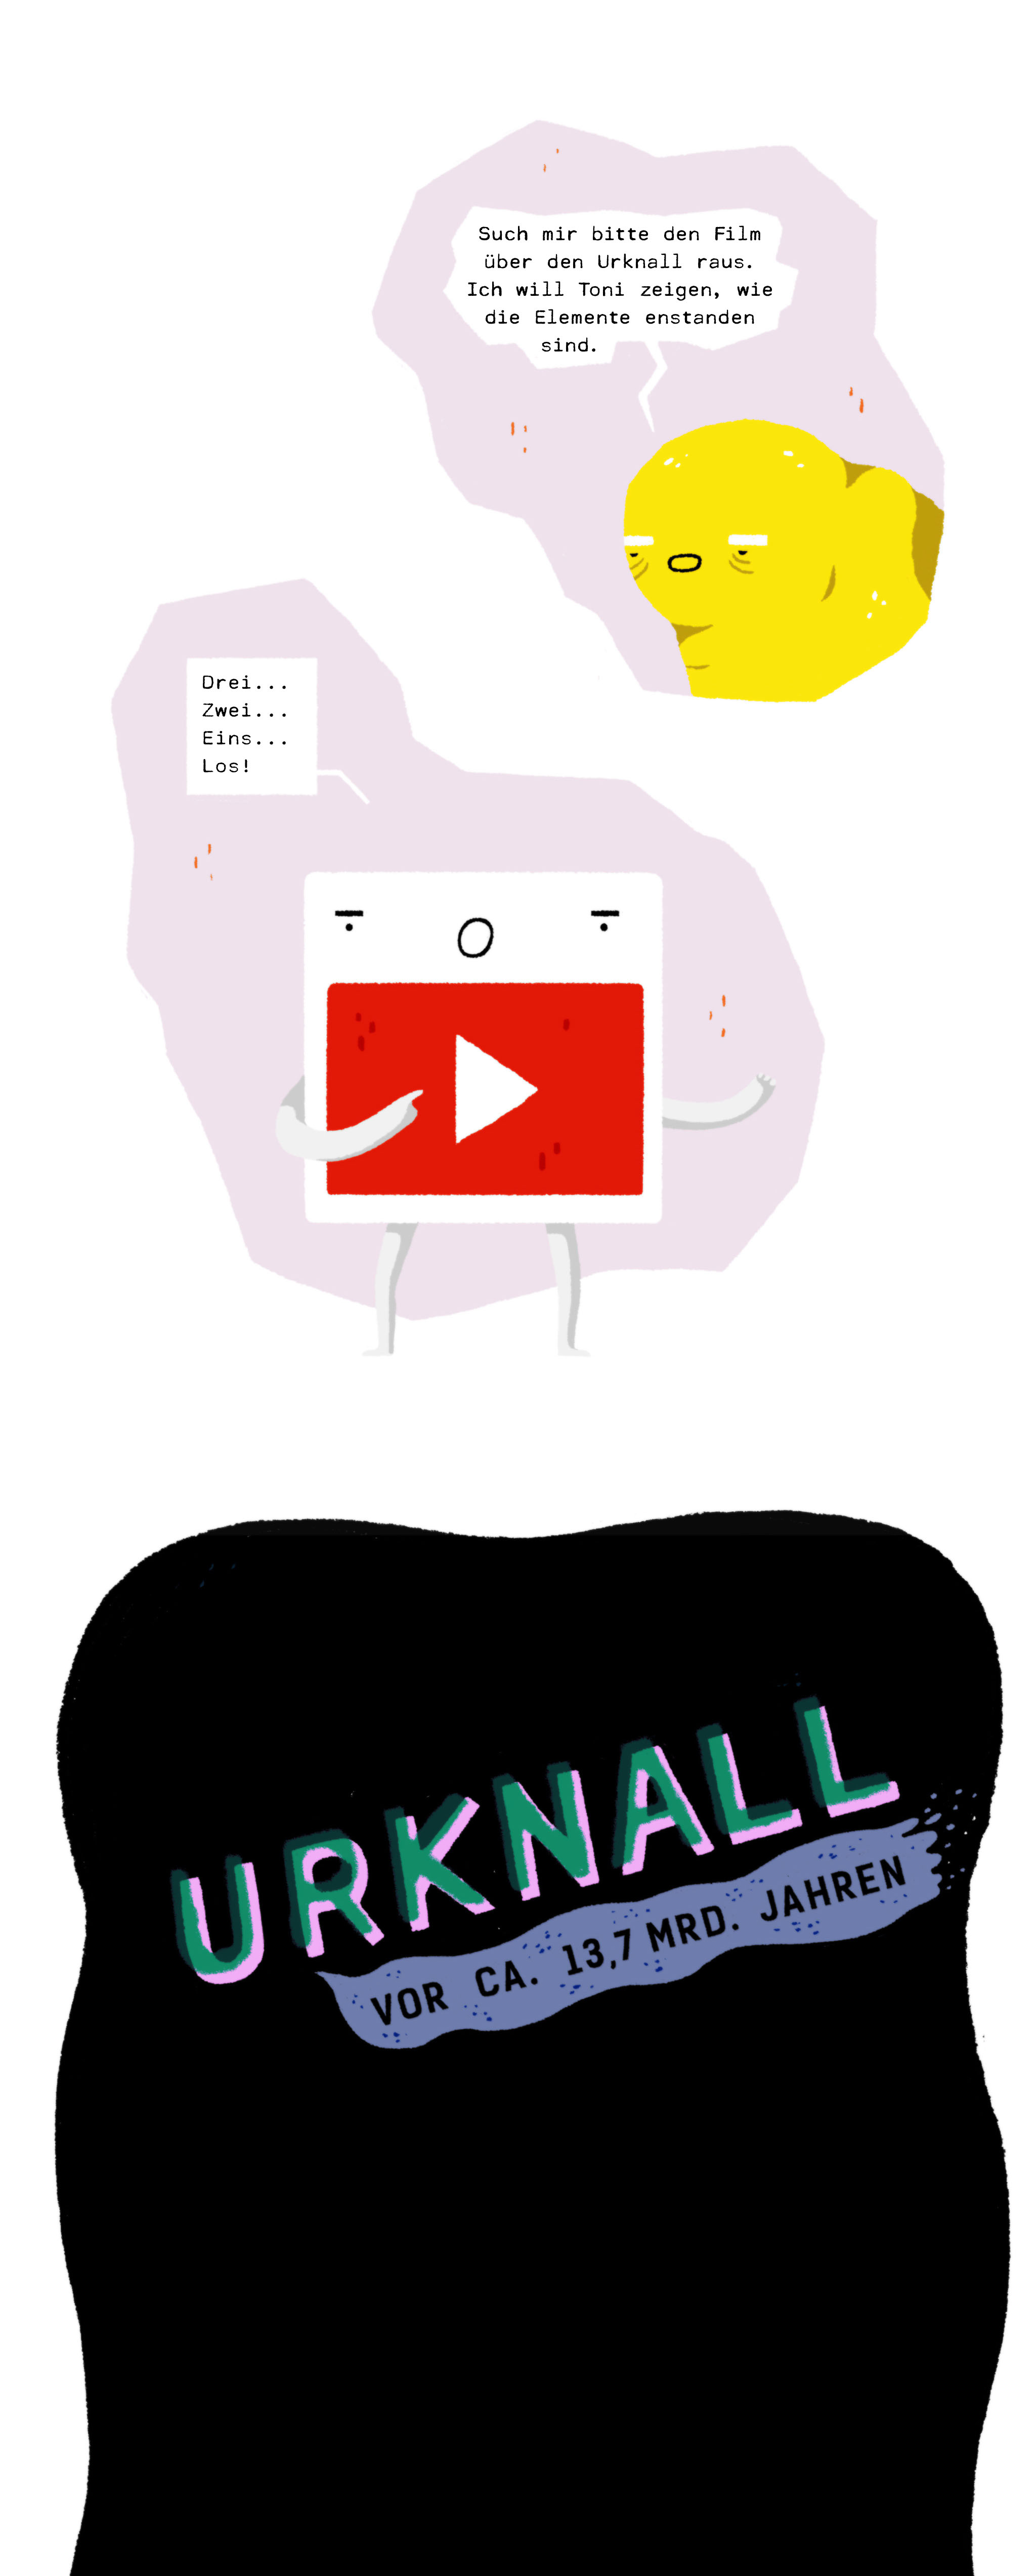 Such mir bitte den Film
über den Urknall raus.
Ich will Toni zeigen, wie
die Elemente enstanden
sind.
Drei...
Zwei...
Eins...
Los!
URKNALL
VOR CA. 13,7 MRD. JAHREN